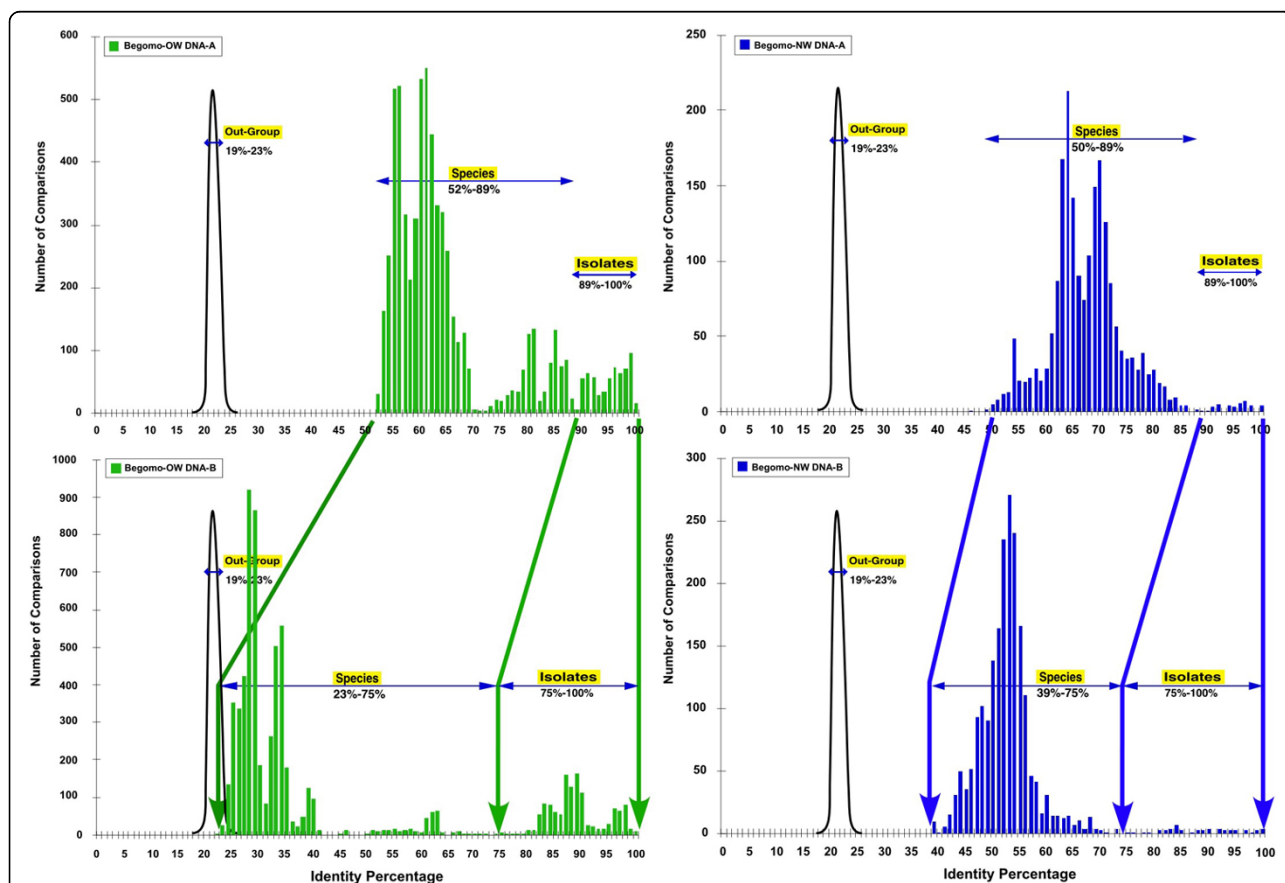 Begomo-OW DNA-A
Number of Comparisons
600
500
400
300
200
100
0
Out-Group
19%-23%
Species
52%-89%
Isolates
89%-100%
0 5 10 15 20 25 30 35 40 45 50 55 60 65 70 75 80 85 90 95 100
Begomo-NW DNA-A
Number of Comparisons
250
200
150
100
50
0
Out-Group
19%-23%
Species
50%-89%
Isolates
89%-100%
0 5 10 15 20 25 30 35 40 45 50 55 60 65 70 75 80 85 90 95 100
Begomo-OW DNA-B
Number of Comparisons
1000
900
800
700
600
500
400
300
200
100
0
Out-Group
19%-23%
Species
23%-75%
Isolates
75%-100%
0 5 10 15 20 22 25 30 35 40 45 50 55 60 65 70 75 80 85 90 95 100
Identity Percentage
Begomo-NW DNA-B
Number of Comparisons
300
250
200
150
100
50
0
Out-Group
19%-23%
Species
39%-75%
Isolates
75%-100%
0 5 10 15 20 25 30 35 40 45 50 55 60 65 70 75 80 85 90 95 100
Identity Percentage